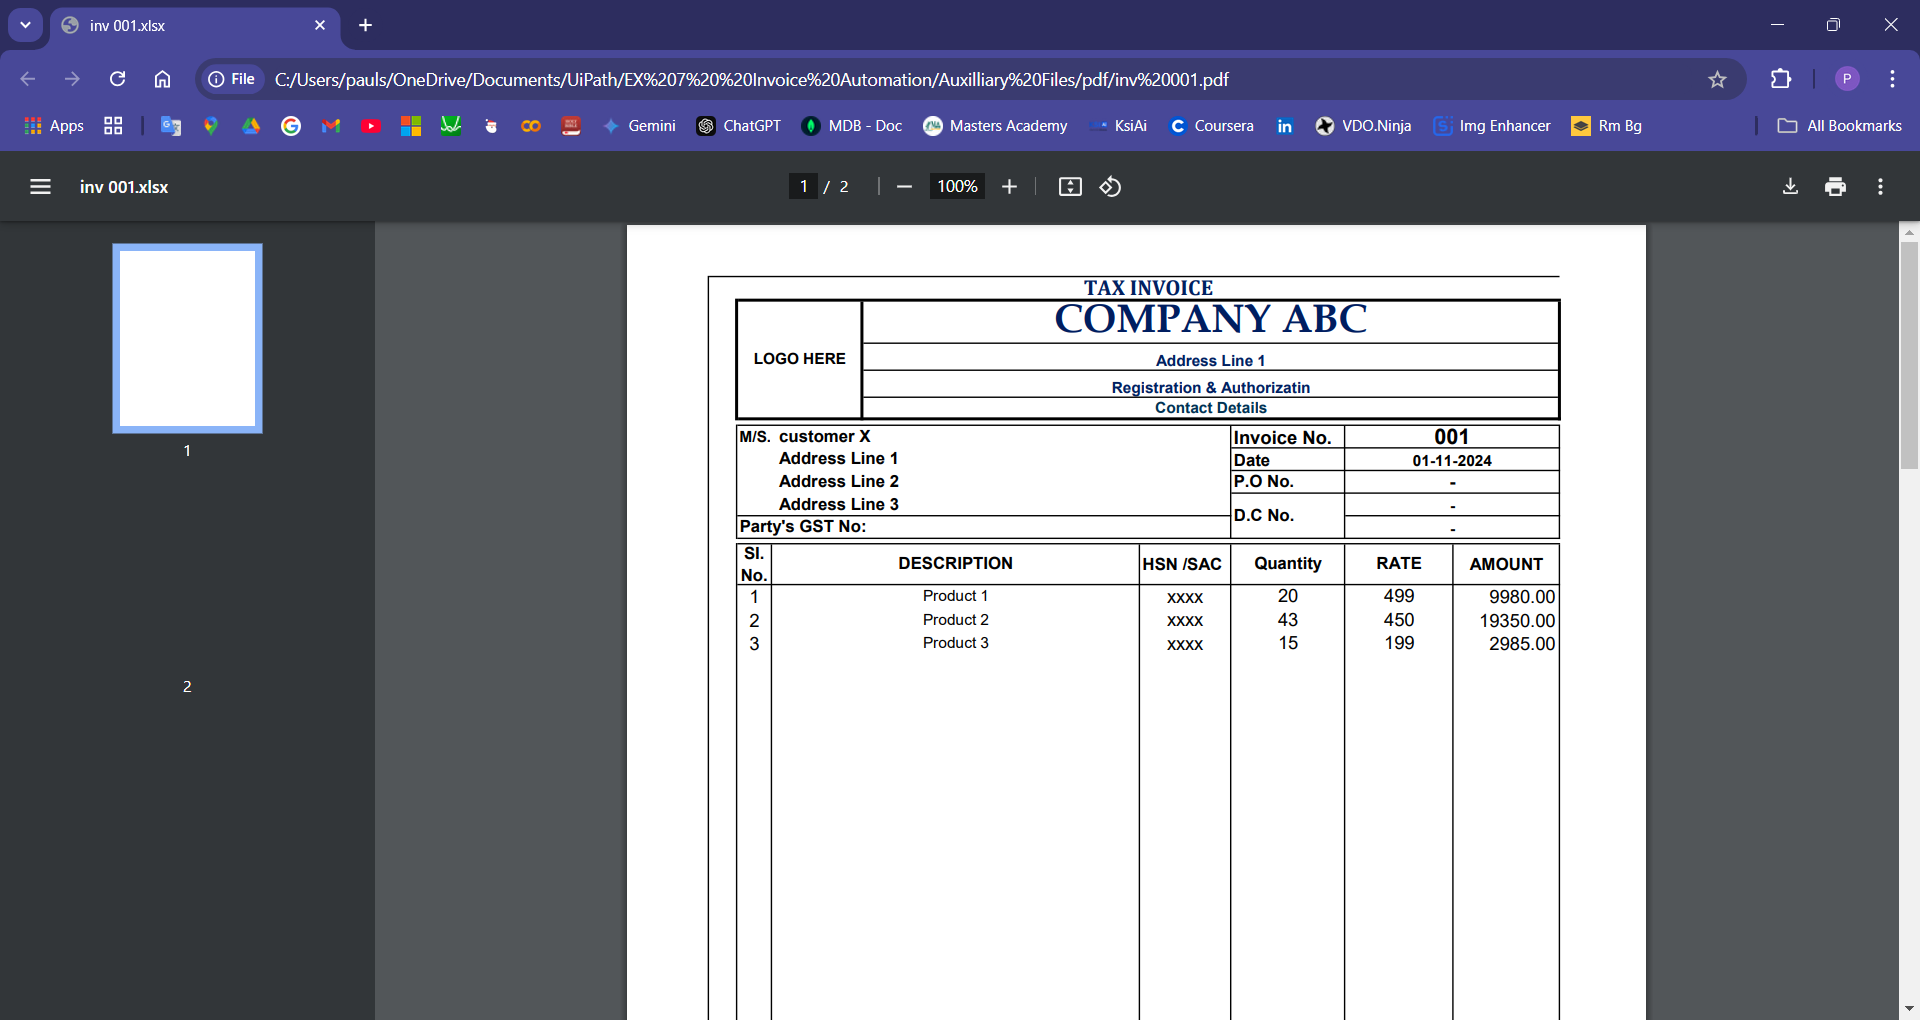 inv 001.xlsx
File C:/Users/pauls/OneDrive/Documents/UiPath/EX%207%20%20Invoice%20Automation/Auxilliary%20Files/pdf/inv%20001.pdf P
Apps Gemini ChatGPT MDB - Doc Masters Academy KsiAi Coursera in VDO.Ninja Img Enhancer Rm Bg All Bookmarks
inv 001.xlsx 1 / 2 100%
1
2
TAX INVOICE
COMPANY ABC
LOGO HERE
Address Line 1
Registration & Authorizatin
Contact Details
M/S. customer X Invoice No. 001
Address Line 1 Date 01-11-2024
Address Line 2 P.O No. -
Address Line 3 -
D.C No.
Party's GST No: -
SI. No. DESCRIPTION HSN /SAC Quantity RATE AMOUNT
1 Product 1 xxxx 20 499 9980.00
2 Product 2 xxxx 43 450 19350.00
3 Product 3 xxxx 15 199 2985.00